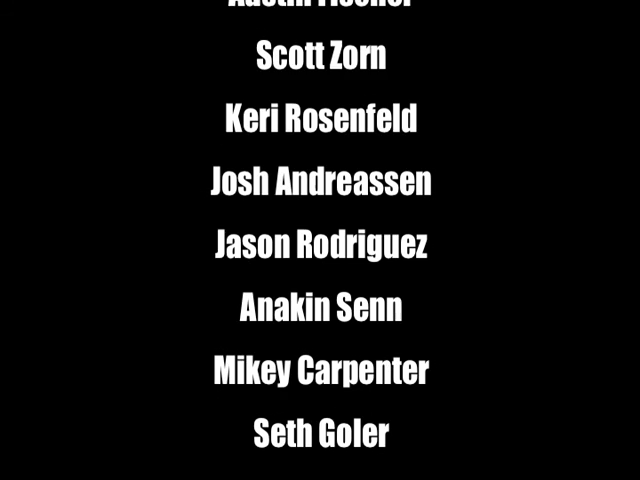 Scott Zorn
Keri Rosenfeld
Josh Andreassen
Jason Rodriguez
Anakin Senn
Mikey Carpenter
Seth Goler